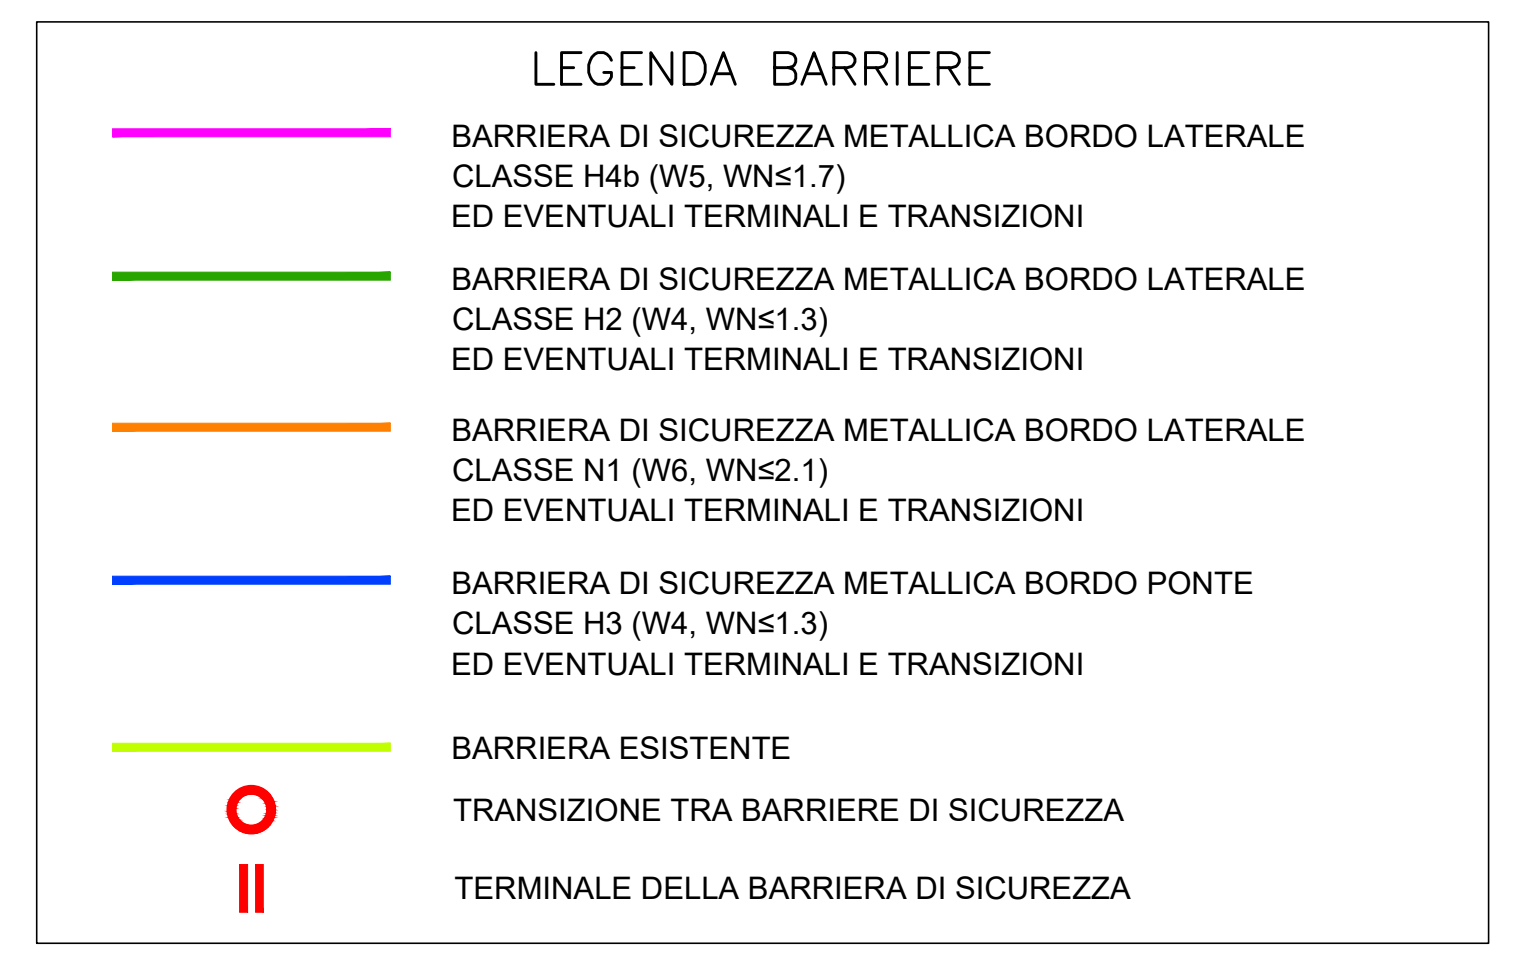 LEGENDA BARRIERE
BARRIERA DI SICUREZZA METALLICA BORDO LATERALE
CLASSE H4b (W5, WN≤1.7)
ED EVENTUALI TERMINALI E TRANSIZIONI
BARRIERA DI SICUREZZA METALLICA BORDO LATERALE
CLASSE H2 (W4, WN≤1.3)
ED EVENTUALI TERMINALI E TRANSIZIONI
BARRIERA DI SICUREZZA METALLICA BORDO LATERALE
CLASSE N1 (W6, WN≤2.1)
ED EVENTUALI TERMINALI E TRANSIZIONI
BARRIERA DI SICUREZZA METALLICA BORDO PONTE
CLASSE H3 (W4, WN≤1.3)
ED EVENTUALI TERMINALI E TRANSIZIONI
BARRIERA ESISTENTE
TRANSIZIONE TRA BARRIERE DI SICUREZZA
TERMINALE DELLA BARRIERA DI SICUREZZA